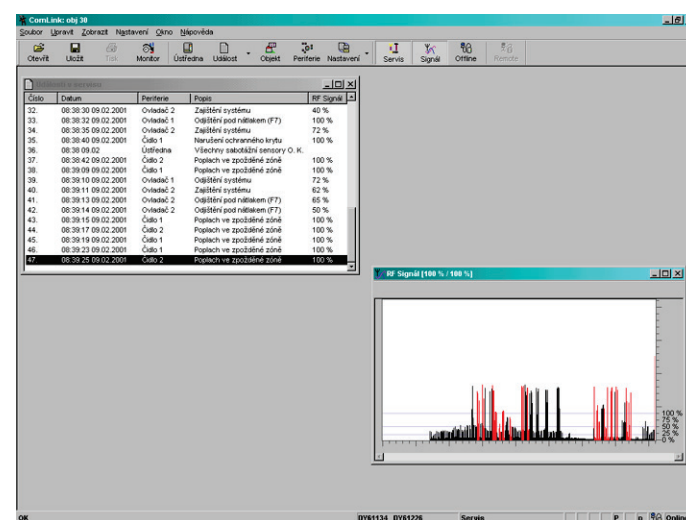 ComLink: obj 30
Soubor Upravit Zobrazit Nastavení Okno Nápověda
Otevřít Uložit Tisk Monitor Ústředna Událost Objekt Periferie Nastavení Servis Signál Offline Remote
Číslo Datum Periferie Popis RF Signál
32. 08:38:30 09.02.2001 Ovladač 2 Zajištění systému 40 %
33. 08:38:32 09.02.2001 Ovladač 1 Odjištění pod nátlakem (F7) 100 %
34. 08:38:35 09.02.2001 Ovladač 2 Zajištění systému 72 %
35. 08:38:40 09.02.2001 Čidlo 1 Narušení ochranného krytu 100 %
36. 08:38 09.02 Ústředna Všechny sabotážní sensory O. K.
37. 08:38:42 09.02.2001 Čidlo 2 Poplach ve zpožděné zóně 100 %
38. 08:39:09 09.02.2001 Čidlo 1 Poplach ve zpožděné zóně 100 %
39. 08:39:10 09.02.2001 Ovladač 1 Odjištění systému 72 %
40. 08:39:11 09.02.2001 Ovladač 2 Zajištění systému 62 %
41. 08:39:13 09.02.2001 Ovladač 2 Odjištění pod nátlakem (F7) 65 %
42. 08:39:14 09.02.2001 Ovladač 2 Odjištění pod nátlakem (F7) 50 %
43. 08:39:15 09.02.2001 Čidlo 1 Poplach ve zpožděné zóně 100 %
44. 08:39:17 09.02.2001 Čidlo 2 Poplach ve zpožděné zóně 100 %
45. 08:39:19 09.02.2001 Čidlo 1 Poplach ve zpožděné zóně 100 %
46. 08:39:23 09.02.2001 Čidlo 1 Poplach ve zpožděné zóně 100 %
47. 08:39:25 09.02.2001 Čidlo 2 Poplach ve zpožděné zóně 100 %
RF Signál [100 % / 100 %]
100 %
75 %
50 %
25 %
0 %
OK DY61134 DY61226 Servis P n Online